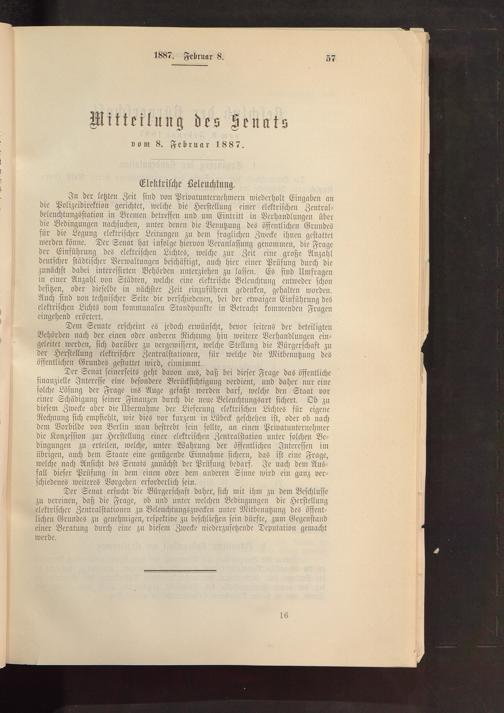 1887. Februar 8.
57
Mitteilung des Senats
vom 8. Februar 1887.
Elektrische Beleuchtung.
In der letzten Zeit sind von Privatunternehmern wiederholt Eingaben an
die Polizeidirektion gerichtet, welche die Herstellung einer elektrischen Zentral-
beleuchtungsstation in Bremen betreffen und um Eintritt in Verhandlungen über
die Bedingungen nachsuchen, unter denen die Benutzung des öffentlichen Grundes
für die Legung elektrischer Leitungen zu dem fraglichen Zwecke ihnen gestattet
werden könne. Der Senat hat infolge hiervon Veranlassung genommen, die Frage
der Einführung des elektrischen Lichtes, welche zur Zeit eine große Anzahl
deutscher städtischer Verwaltungen beschäftigt, auch hier einer Prüfung durch die
zunächst dabei interessirten Behörden unterziehen zu lassen. Es sind Umfragen
in einer Anzahl von Städten, welche eine elektrische Beleuchtung entweder schon
besitzen, oder dieselbe in nächster Zeit einzuführen gedenken, gehalten worden.
Auch sind von technischer Seite die verschiedenen, bei der etwaigen Einführung des
elektrischen Lichts vom kommunalen Standpunkte in Betracht kommenden Fragen
eingehend erörtert.
Dem Senate erscheint es jedoch erwünscht, bevor seitens der beteiligten
Behörden nach der einen oder anderen Richtung hin weitere Verhandlungen ein-
geleitet werden, sich darüber zu vergewissern, welche Stellung die Bürgerschaft zu
der Herstellung elektrischer Zentralstationen, für welche die Mitbenutzung des
öffentlichen Grundes gestattet wird, einnimmt.
Der Senat seinerseits geht davon aus, daß bei dieser Frage das öffentliche
finanzielle Interesse eine besondere Berücksichtigung verdient, und daher nur eine
solche Lösung der Frage ins Auge gefaßt werden darf, welche den Staat vor
einer Schädigung seiner Finanzen durch die neue Beleuchtungsart sichert. Ob zu
diesem Zwecke aber die Übernahme der Lieferung elektrischen Lichtes für eigene
Rechnung sich empfiehlt, wie dies vor kurzem in Lübeck geschehen ist, oder ob nach
dem Vorbilde von Berlin man bestrebt sein sollte, an einen Privatunternehmer
die Konzession zur Herstellung einer elektrischen Zentralstation unter solchen Be-
dingungen zu erteilen, welche, unter Wahrung der öffentlichen Interessen im
übrigen, auch dem Staate eine genügende Einnahme sichern, das ist eine Frage,
welche nach Ansicht des Senats zunächst der Prüfung bedarf. Je nach dem Aus-
fall dieser Prüfung in dem einen oder dem anderen Sinne wird ein ganz ver-
schiedenes weiteres Vorgehen erforderlich sein.
Der Senat ersucht die Bürgerschaft daher, sich mit ihm zu dem Beschlusse
zu vereinen, daß die Frage, ob und unter welchen Bedingungen die Herstellung
elektrischer Zentralstationen zu Beleuchtungszwecken unter Mitbenutzung des öffent-
lichen Grundes zu genehmigen, respektive zu beschließen sein dürfte, zum Gegenstand
einer Beratung durch eine zu diesem Zwecke niederzusetzende Deputation gemacht
werde.
16